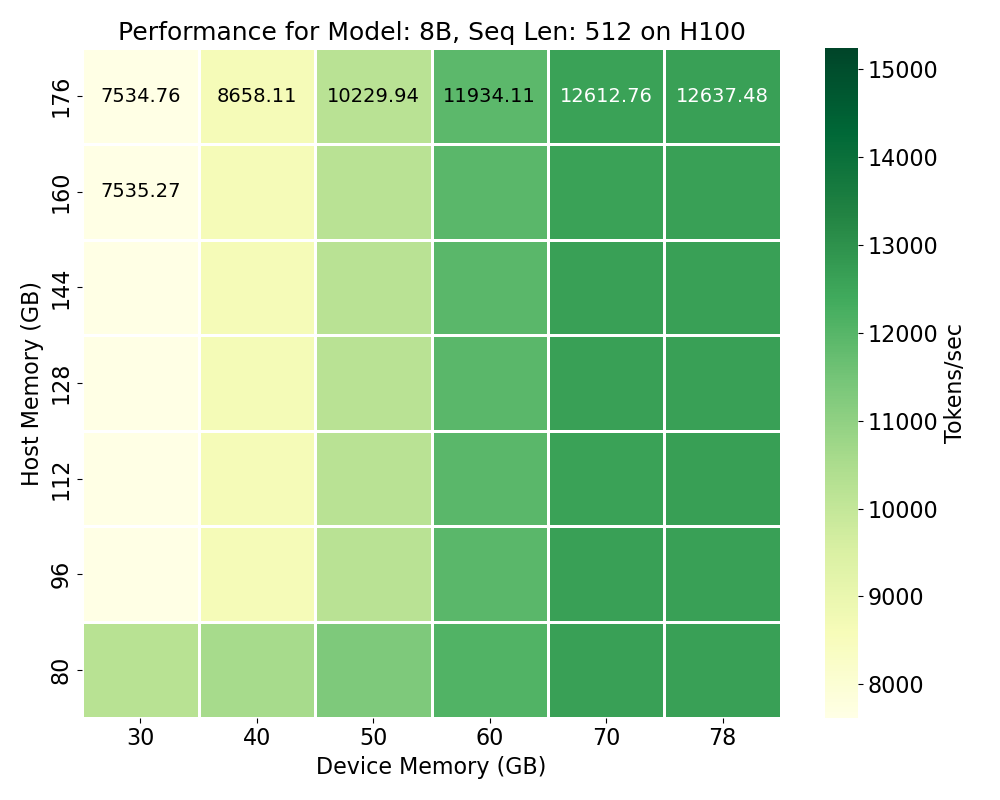 Performance for Model: 8B, Seq Len: 512 on H100
176
7534.76 8658.11 10229.94 11934.11 12612.76 12637.48
160
7535.27
144
128
112
96
80
Host Memory (GB)
30 40 50 60 70 78
Device Memory (GB)
15000
14000
13000
12000
11000
10000
9000
8000
Tokens/sec